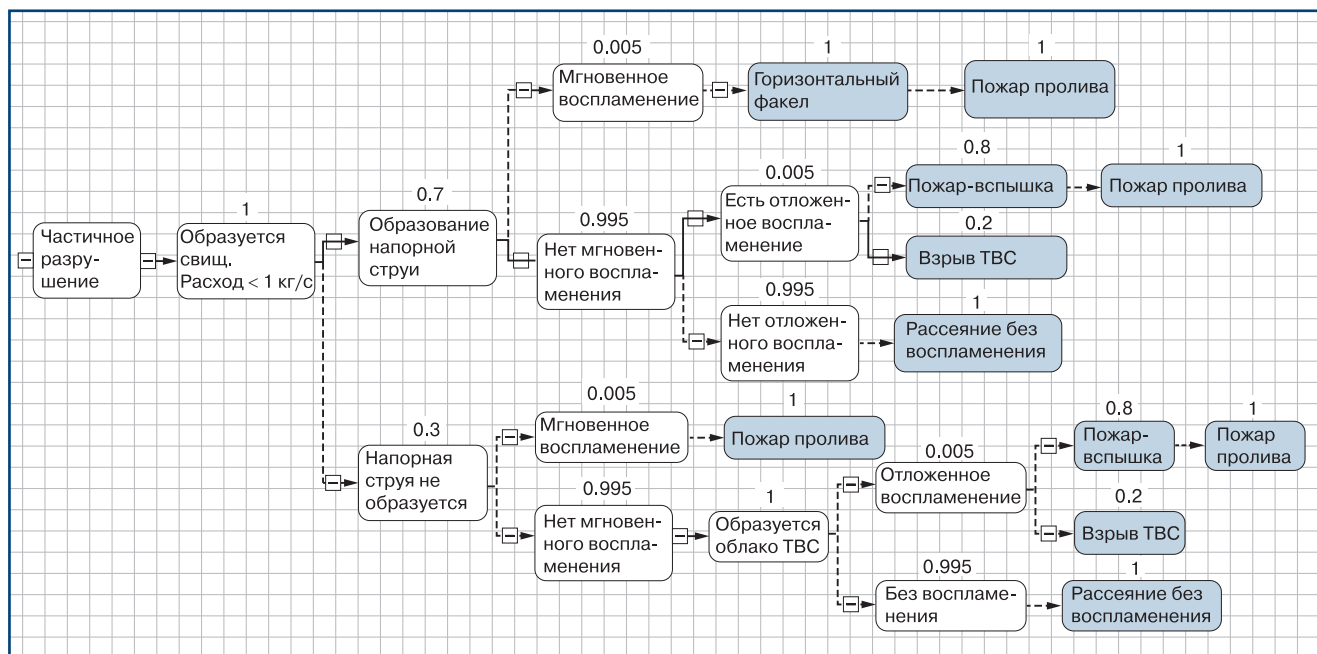 0.005
Мгновенное
воспламенение
1
Горизонтальный
факел
1
Пожар пролива
0.8
Пожар-вспышка
1
Пожар пролива
0.005
Есть отложен-
ное воспла-
менение
0.2
Взрыв ТВС
Частичное
разру-
шение
1
Образуется
свищ.
Расход < 1 кг/с
0.7
Образование
напорной
струи
0.995
Нет мгновен-
ного воспла-
менения
0.995
Нет отложен-
ного воспла-
менения
1
Рассеяние без
воспламенения
0.3
Напорная
струя не
образуется
0.005
Мгновенное
воспламенение
1
Пожар пролива
0.995
Нет мгновен-
ного воспла-
менения
1
Образуется
облако ТВС
0.005
Отложенное
воспламенение
0.8
Пожар-
вспышка
1
Пожар
пролива
0.2
Взрыв ТВС
0.995
Без воспламе-
нения
1
Рассеяние без
воспламенения